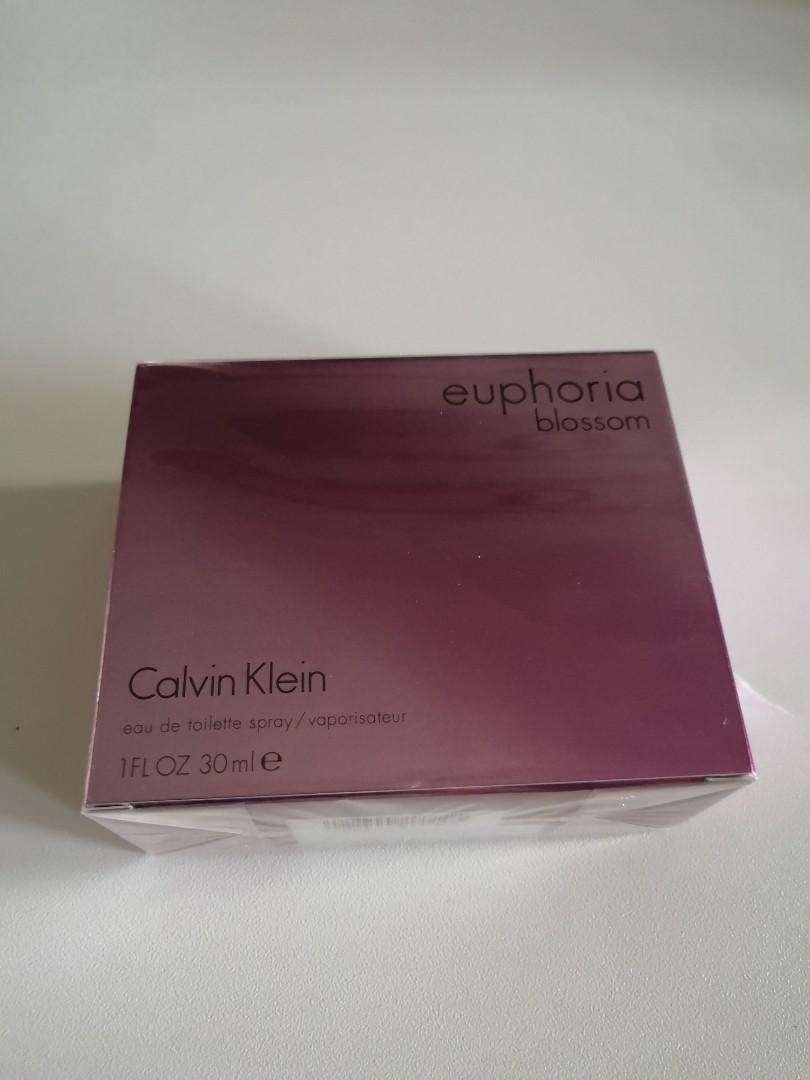 euphoria
blossom
Calvin Klein
eau de toilette spray/vaporisateur
1 FL OZ 30 ml e